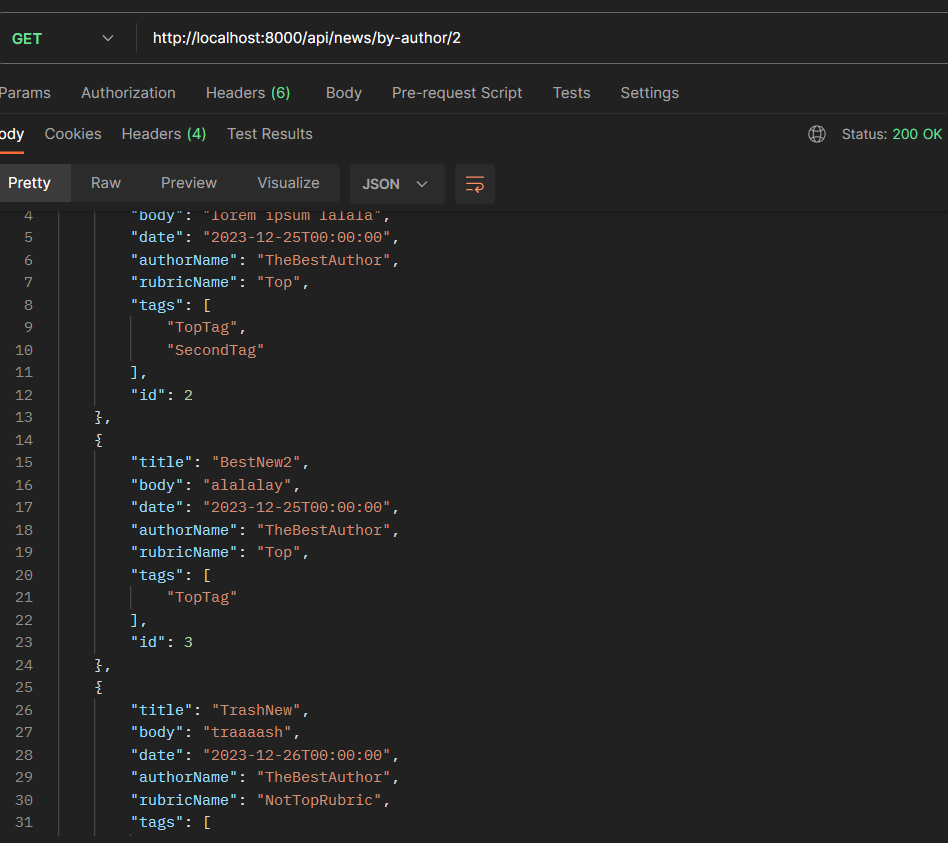 GET http://localhost:8000/api/news/by-author/2
Params Authorization Headers (6) Body Pre-request Script Tests Settings
ody Cookies Headers (4) Test Results Status: 200 OK
Pretty Raw Preview Visualize JSON
4 "body": "lorem ipsum lalala",
5 "date": "2023-12-25T00:00:00",
6 "authorName": "TheBestAuthor",
7 "rubricName": "Top",
8 "tags": [
9 "TopTag",
10 "SecondTag"
11 ],
12 "id": 2
13 },
14 {
15 "title": "BestNew2",
16 "body": "alalalay",
17 "date": "2023-12-25T00:00:00",
18 "authorName": "TheBestAuthor",
19 "rubricName": "Top",
20 "tags": [
21 "TopTag"
22 ],
23 "id": 3
24 },
25 {
26 "title": "TrashNew",
27 "body": "traaaash",
28 "date": "2023-12-26T00:00:00",
29 "authorName": "TheBestAuthor",
30 "rubricName": "NotTopRubric",
31 "tags": [